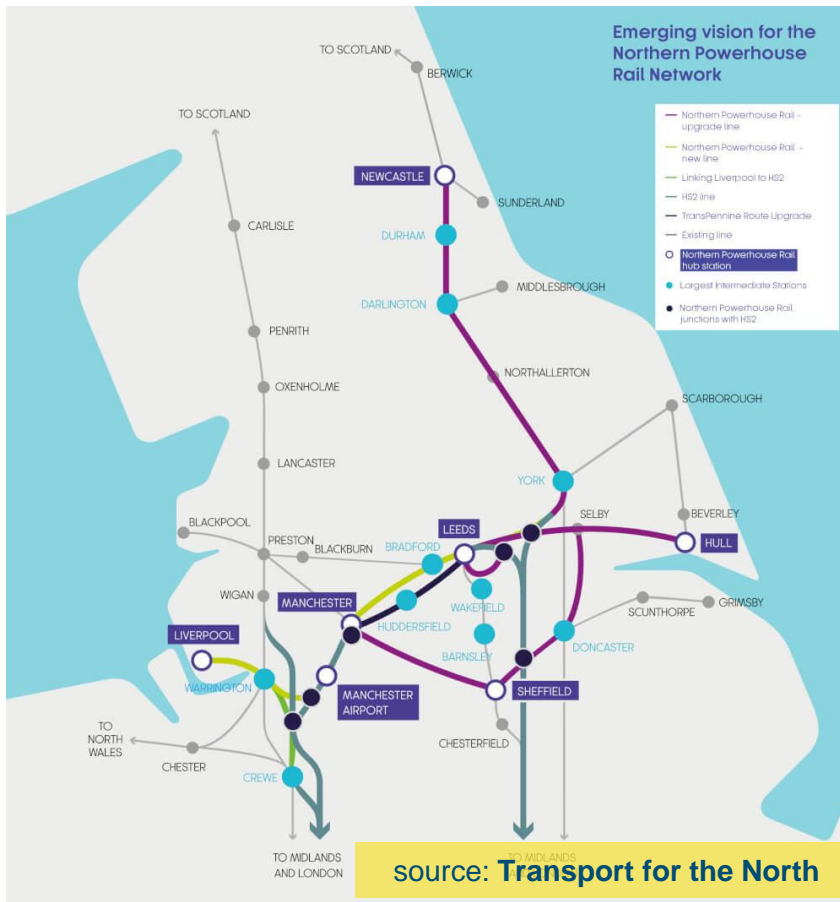 Emerging vision for the
Northern Powerhouse
Rail Network
Northern Powerhouse Rail -
upgrade line
Northern Powerhouse Rail -
new line
Linking Liverpool to HS2
HS2 line
TransPennine Route Upgrade
Existing line
Northern Powerhouse Rail
hub station
Largest Intermediate Stations
Northern Powerhouse Rail
junctions with HS2
TO SCOTLAND
BERWICK
TO SCOTLAND
NEWCASTLE
SUNDERLAND
CARLISLE
DURHAM
MIDDLESBROUGH
DARLINGTON
PENRITH
NORTHALLERTON
OXENHOLME
SCARBOROUGH
LANCASTER
YORK
SELBY
BEVERLEY
BLACKPOOL
PRESTON
BLACKBURN
BRADFORD
LEEDS
HULL
WIGAN
MANCHESTER
HUDDERSFIELD
WAKEFIELD
SCUNTHORPE
GRIMSBY
LIVERPOOL
BARNSLEY
DONCASTER
WARRINGTON
MANCHESTER
AIRPORT
SHEFFIELD
TO
NORTH
WALES
CHESTER
CHESTERFIELD
CREWE
TO MIDLANDS
AND LONDON
TO MIDLANDS
source: Transport for the North